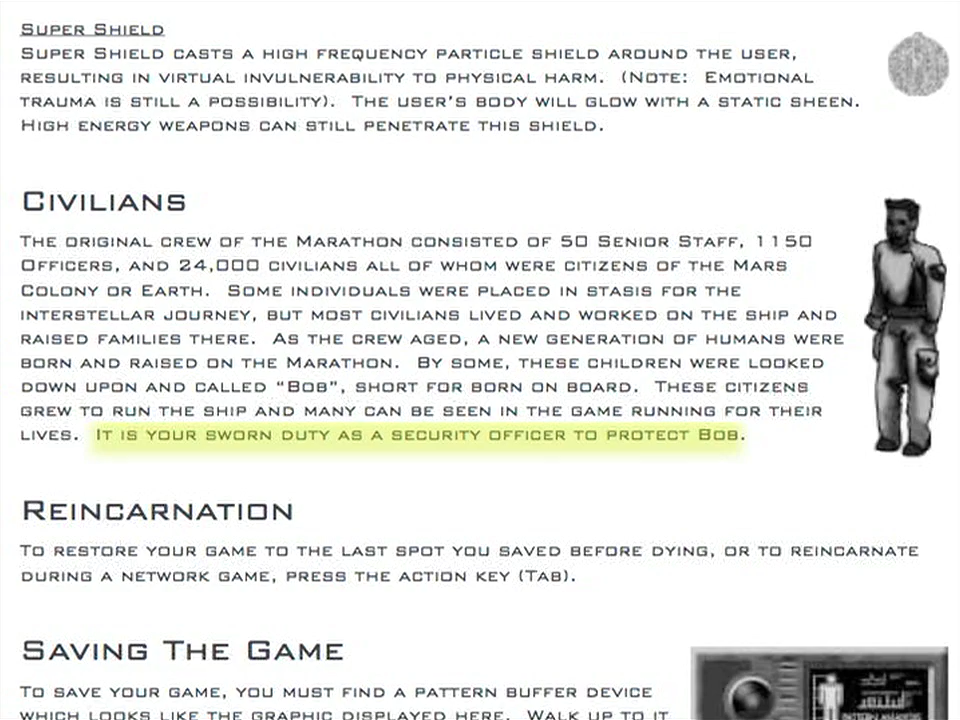 Super Shield
Super Shield casts a high frequency particle shield around the user,
resulting in virtual invulnerability to physical harm. (Note: Emotional
trauma is still a possibility). The user's body will glow with a static sheen.
High energy weapons can still penetrate this shield.
Civilians
The original crew of the Marathon consisted of 50 Senior Staff, 1150
Officers, and 24,000 civilians all of whom were citizens of the Mars
Colony or Earth. Some individuals were placed in stasis for the
interstellar journey, but most civilians lived and worked on the ship and
raised families there. As the crew aged, a new generation of humans were
born and raised on the Marathon. By some, these children were looked
down upon and called "Bob", short for born on board. These citizens
grew to run the ship and many can be seen in the game running for their
lives. It is your sworn duty as a security officer to protect Bob.
Reincarnation
To restore your game to the last spot you saved before dying, or to reincarnate
during a network game, press the action key (Tab).
Saving The Game
To save your game, you must find a pattern buffer device
which looks like the graphic displayed here. Walk up to it